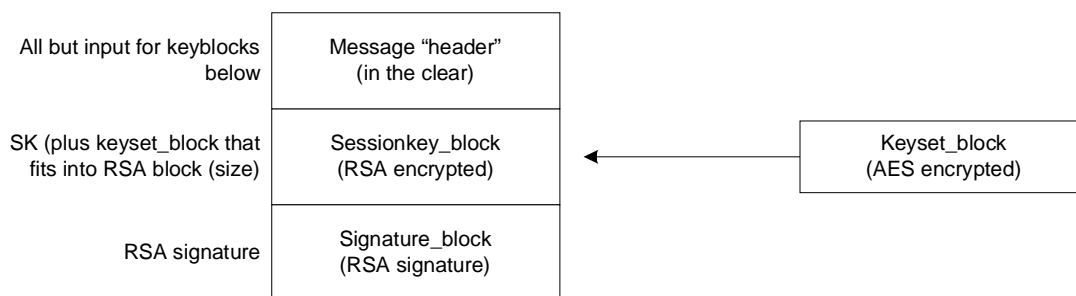 All but input for keyblocks
below
Message “header”
(in the clear)
SK (plus keyset_block that
fits into RSA block (size)
Sessionkey_block
(RSA encrypted)
Keyset_block
(AES encrypted)
RSA signature
Signature_block
(RSA signature)